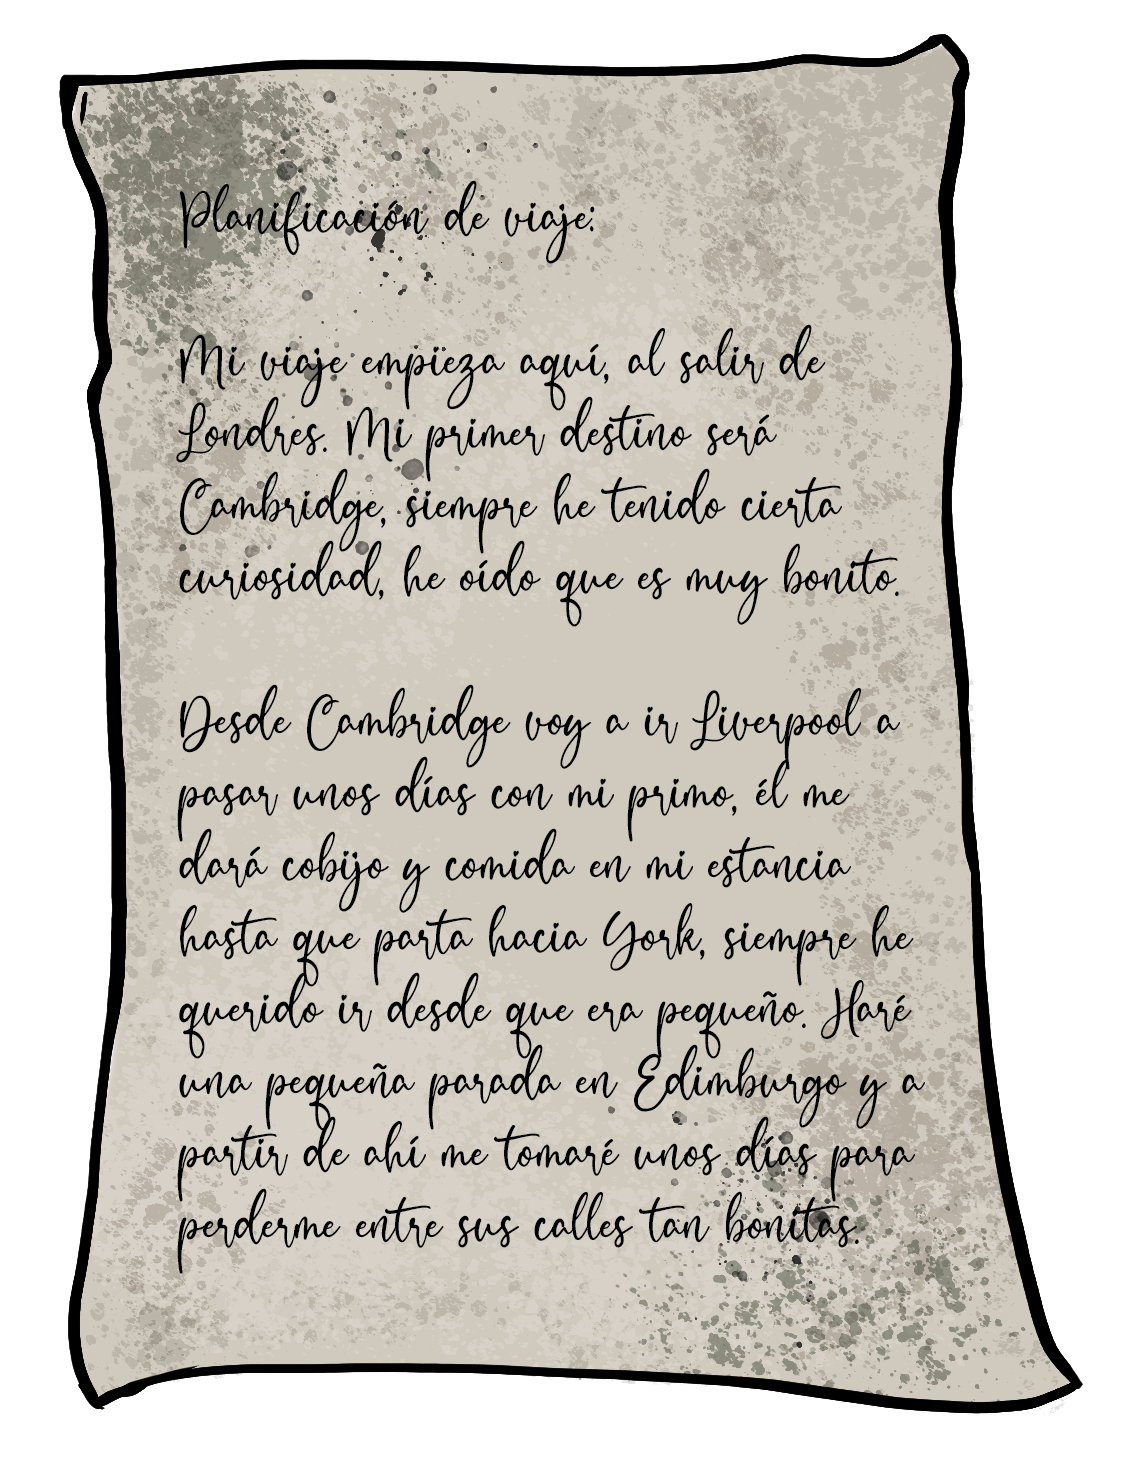 Planificación de viaje:
Mi viaje empieza aquí, al salir de
Londres. Mi primer destino será
Cambridge, siempre he tenido cierta
curiosidad, he oído que es muy bonito.
Desde Cambridge voy a ir Liverpool a
pasar unos días con mi primo, él me
dará cobijo y comida en mi estancia
hasta que parta hacia York, siempre he
querido ir desde que era pequeño. Haré
una pequeña parada en Edimburgo y a
partir de ahí me tomaré unos días para
perderme entre sus calles tan bonitas.